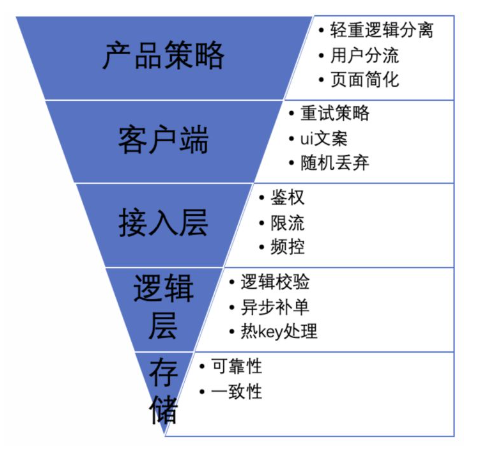 产品策略
• 轻重逻辑分离
• 用户分流
• 页面简化
客户端
• 重试策略
• ui文案
• 随机丢弃
接入层
• 鉴权
• 限流
• 频控
逻辑
层
• 逻辑校验
• 异步补单
• 热key处理
存
储
• 可靠性
• 一致性